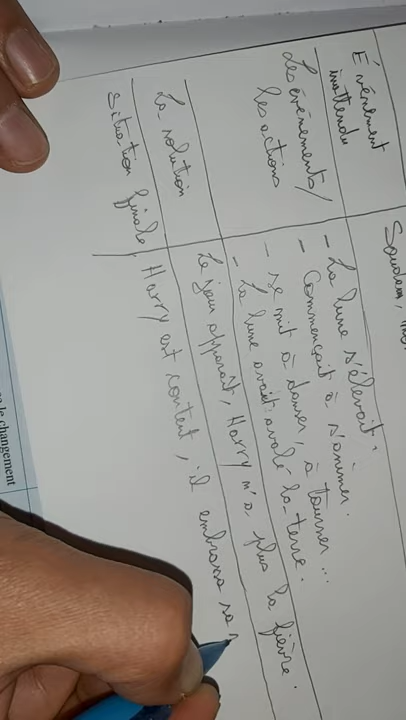 Événement
inattendu
Soudain,
Les événements/
les actions
- La lune s'élevait.
- Commençait à s'animer.
- Se mit à danser, à tourner...
- La lune avait avalé la terre.
La solution
Le jour apparaît, Harry n'a plus la fièvre.
Situation finale
Harry est content, il embrassa sa
le changement